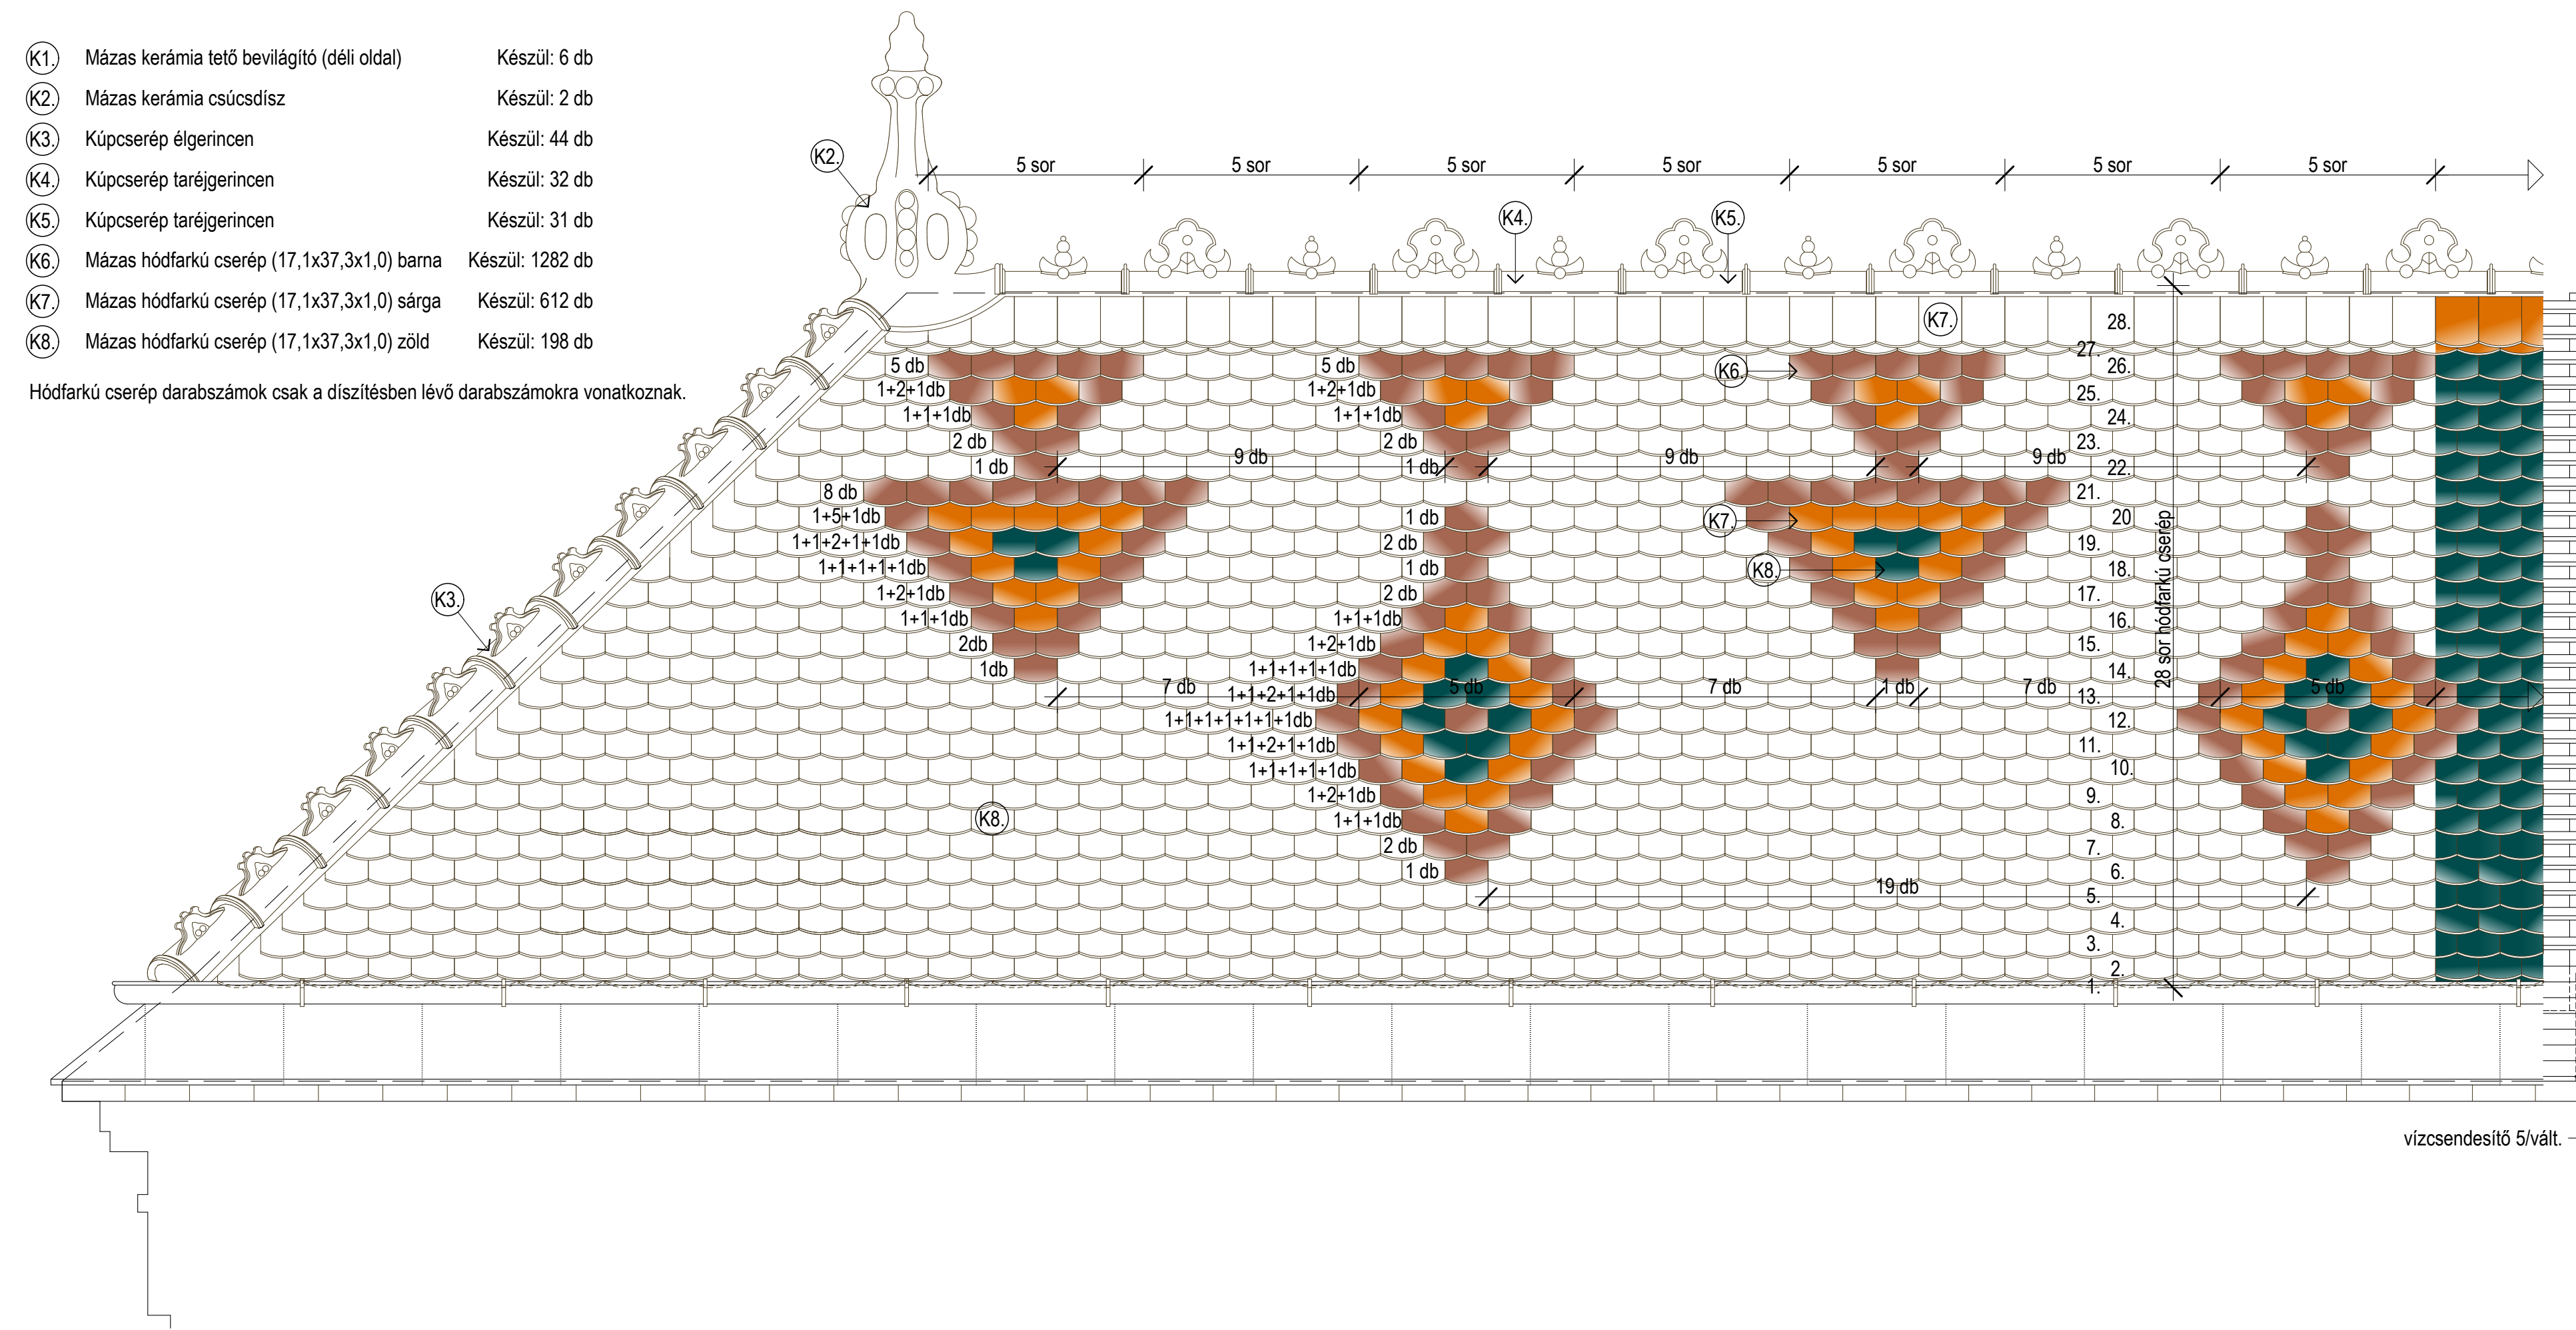 K1. Mázas kerámia tető bevilágító (déli oldal) Készül: 6 db
K2. Mázas kerámia csúcsdísz Készül: 2 db
K3. Kúpcserép élgerincen Készül: 44 db
K4. Kúpcserép taréjgerincen Készül: 32 db
K5. Kúpcserép taréjgerincen Készül: 31 db
K6. Mázas hódfarkú cserép (17,1x37,3x1,0) barna Készül: 1282 db
K7. Mázas hódfarkú cserép (17,1x37,3x1,0) sárga Készül: 612 db
K8. Mázas hódfarkú cserép (17,1x37,3x1,0) zöld Készül: 198 db
Hódfarkú cserép darabszámok csak a díszítésben lévő darabszámokra vonatkoznak.
K2.
5 sor 5 sor 5 sor 5 sor 5 sor 5 sor 5 sor
K4. K5.
K7. 28.
27.
5 db 5 db K6. 26.
1+2+1db 1+2+1db 25.
1+1+1db 1+1+1db 24.
2 db 2 db 23.
9 db 9 db 9 db
1 db 1 db 22.
8 db 21.
1+5+1db 1 db K7. 20
1+1+2+1+1db 2 db 19.
1+1+1+1+1db 1 db K8. 18.
28 sor hódfarkú cserép
K3.
1+2+1db 2 db 17.
1+1+1db 1+1+1db 16.
2db 1+2+1db 15.
1db 1+1+1+1+1db 14.
7 db 5 db 7 db 1db 7 db 5 db
1+1+2+1+1db 13.
1+1+1+1+1+1+1db 12.
1+1+2+1+1db 11.
1+1+1+1+1db 10.
1+2+1db 9.
K8. 1+1+1db 8.
2 db 7.
1 db 6.
19 db
5.
4.
3.
2.
1.
vízcsendesítő 5/vált.